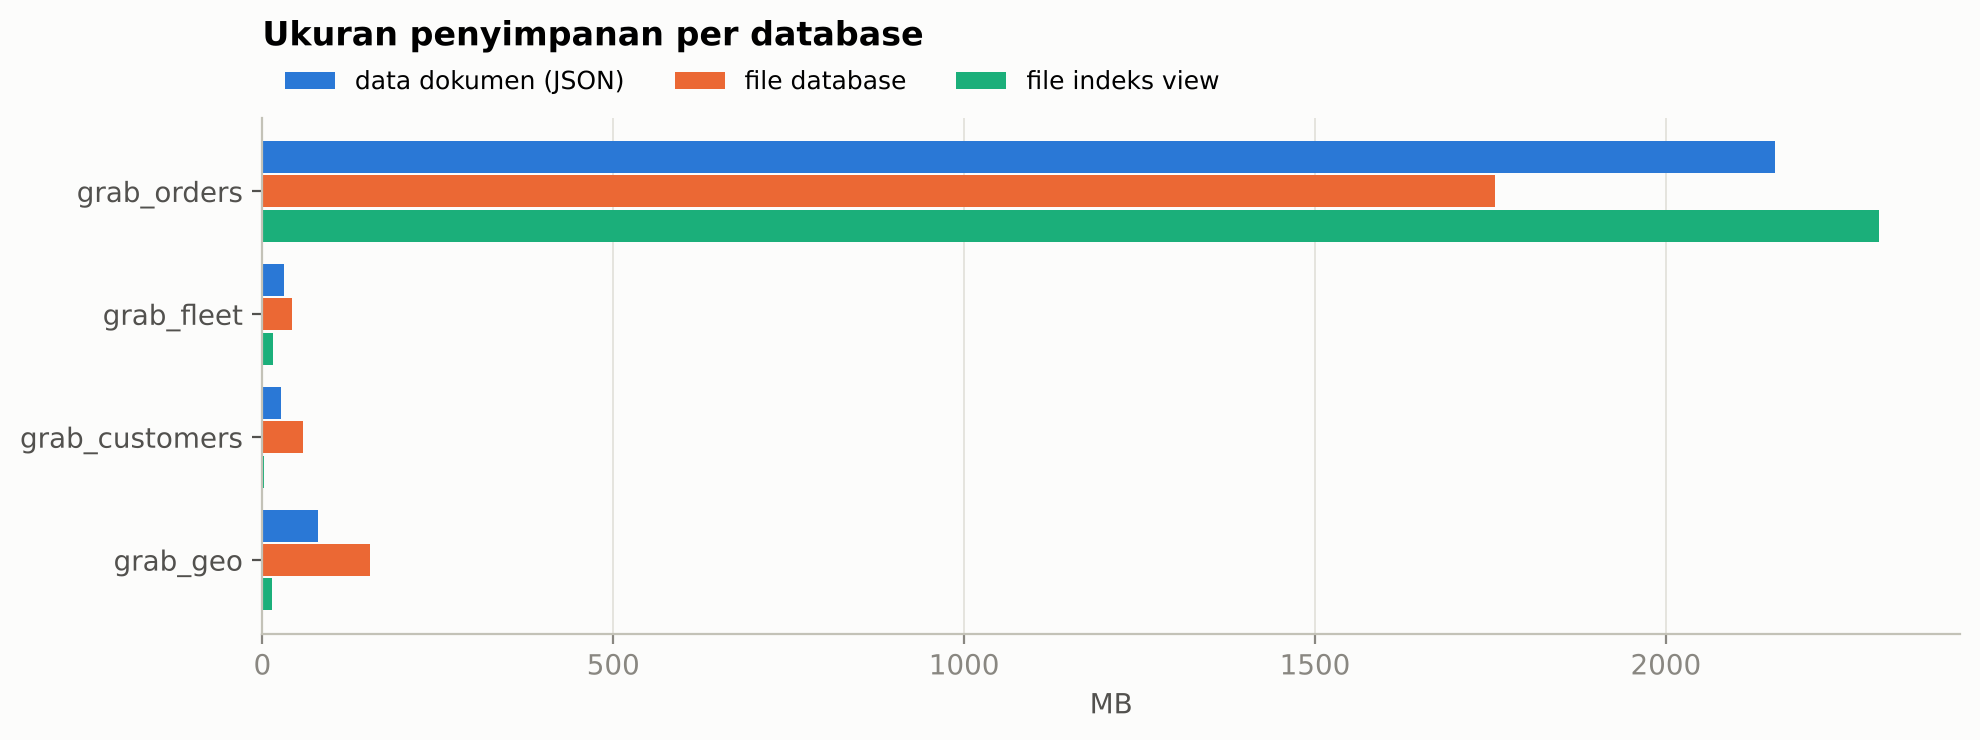 Ukuran penyimpanan per database
data dokumen (JSON) file database file indeks view
grab_orders
grab_fleet
grab_customers
grab_geo
0 500 1000 1500 2000
MB